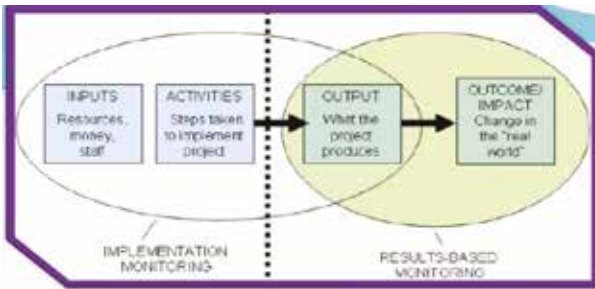 INPUTS
Resources,
money,
staff
ACTIVITIES
Steps taken
to implement
project
OUTPUT
What the
project
produces
OUTCOME/
IMPACT
Change in
the "real
world"
IMPLEMENTATION
MONITORING
RESULTS-BASED
MONITORING